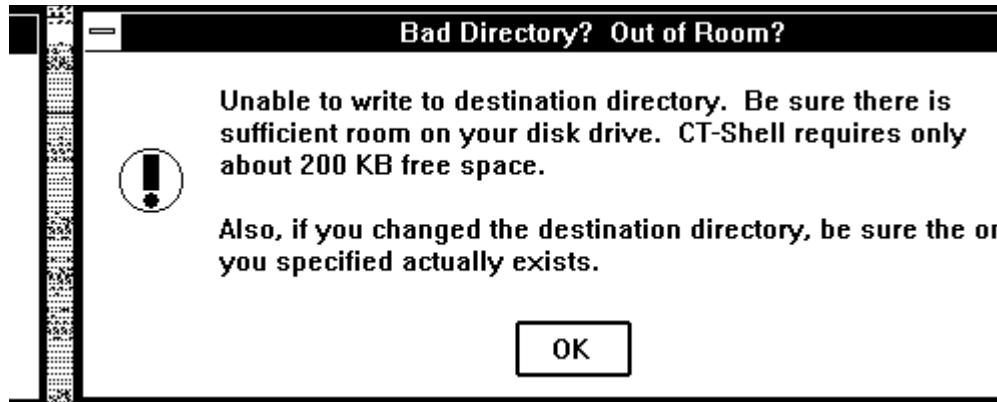 Bad Directory?  Out of Room?
Unable to write to destination directory.  Be sure there is
sufficient room on your disk drive.  CT-Shell requires only
about 200 KB free space.
Also, if you changed the destination directory, be sure the
you specified actually exists.
OK